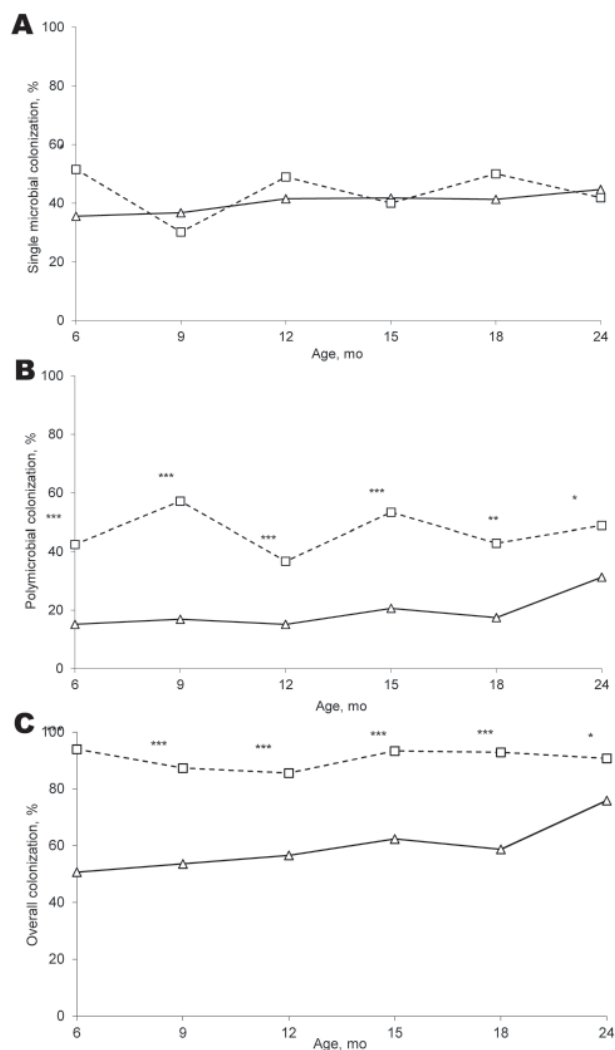 A
100
80
60
*
40
20
0
Single microbial colonization, %
6 9 12 15 18 24
Age, mo
B
100
80
60
40
20
0
Polymicrobial colonization, %
*** *** *** *** ** *
6 9 12 15 18 24
Age, mo
C
100
80
60
40
20
0
Overall colonization, %
*** *** *** *** *** *
6 9 12 15 18 24
Age, mo